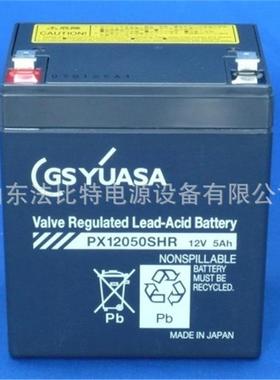 GS YUASA
东法比特电源设备有限公
Valve Regulated Lead-Acid Battery
PX12050SHR 12V 5Ah
NONSPILLABLE
BATTERY
MUST BE
RECYCLED.
Pb
Pb
MADE IN JAPAN